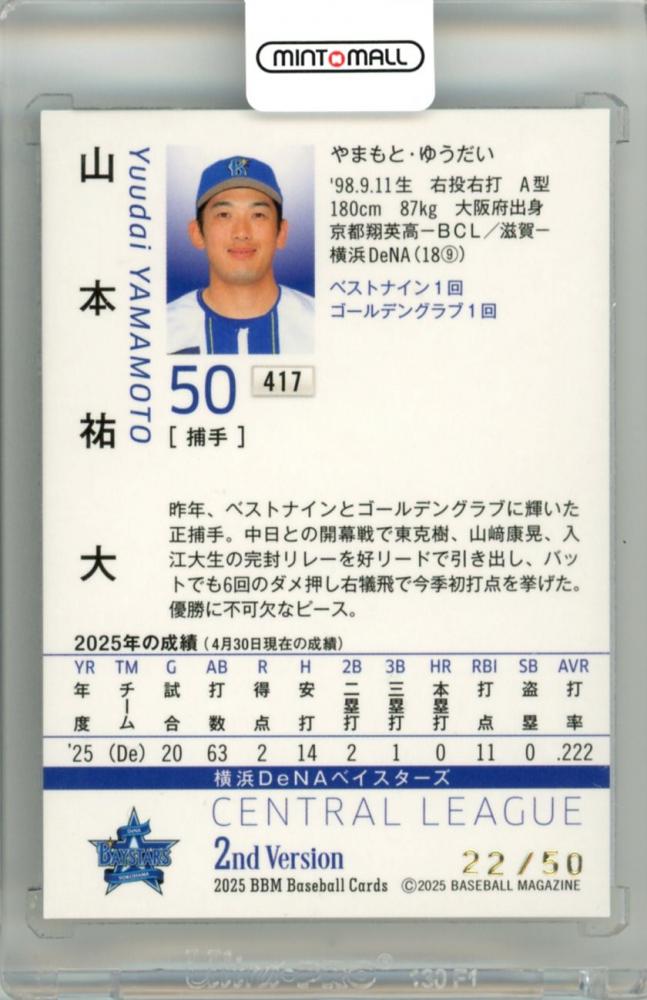 MINTOMALL
山本祐大
Yuudai YAMAMOTO
B
やまもと・ゆうだい
'98.9.11生 右投右打 A型
180cm 87kg 大阪府出身
京都翔英高－BCL／滋賀－
横浜DeNA(18⑨)
ベストナイン1回
ゴールデングラブ1回
50 417
[ 捕手 ]
昨年、ベストナインとゴールデングラブに輝いた
正捕手。中日との開幕戦で東克樹、山﨑康晃、入
江大生の完封リレーを好リードで引き出し、バッ
トでも6回のダメ押し右犠飛で今季初打点を挙げた。
優勝に不可欠なピース。
2025年の成績（4月30日現在の成績）
YR TM G AB R H 2B 3B HR RBI SB AVR
年度 チーム 試合 打数 得点 安打 二塁打 三塁打 本塁打 打点 盗塁 打率
'25 (De) 20 63 2 14 2 1 0 11 0 .222
横浜DeNAベイスターズ
CENTRAL LEAGUE
DeNA
BAYSTARS
YOKOHAMA
2nd Version
22/50
2025 BBM Baseball Cards ©2025 BASEBALL MAGAZINE
Ultra·PRO® 130PT